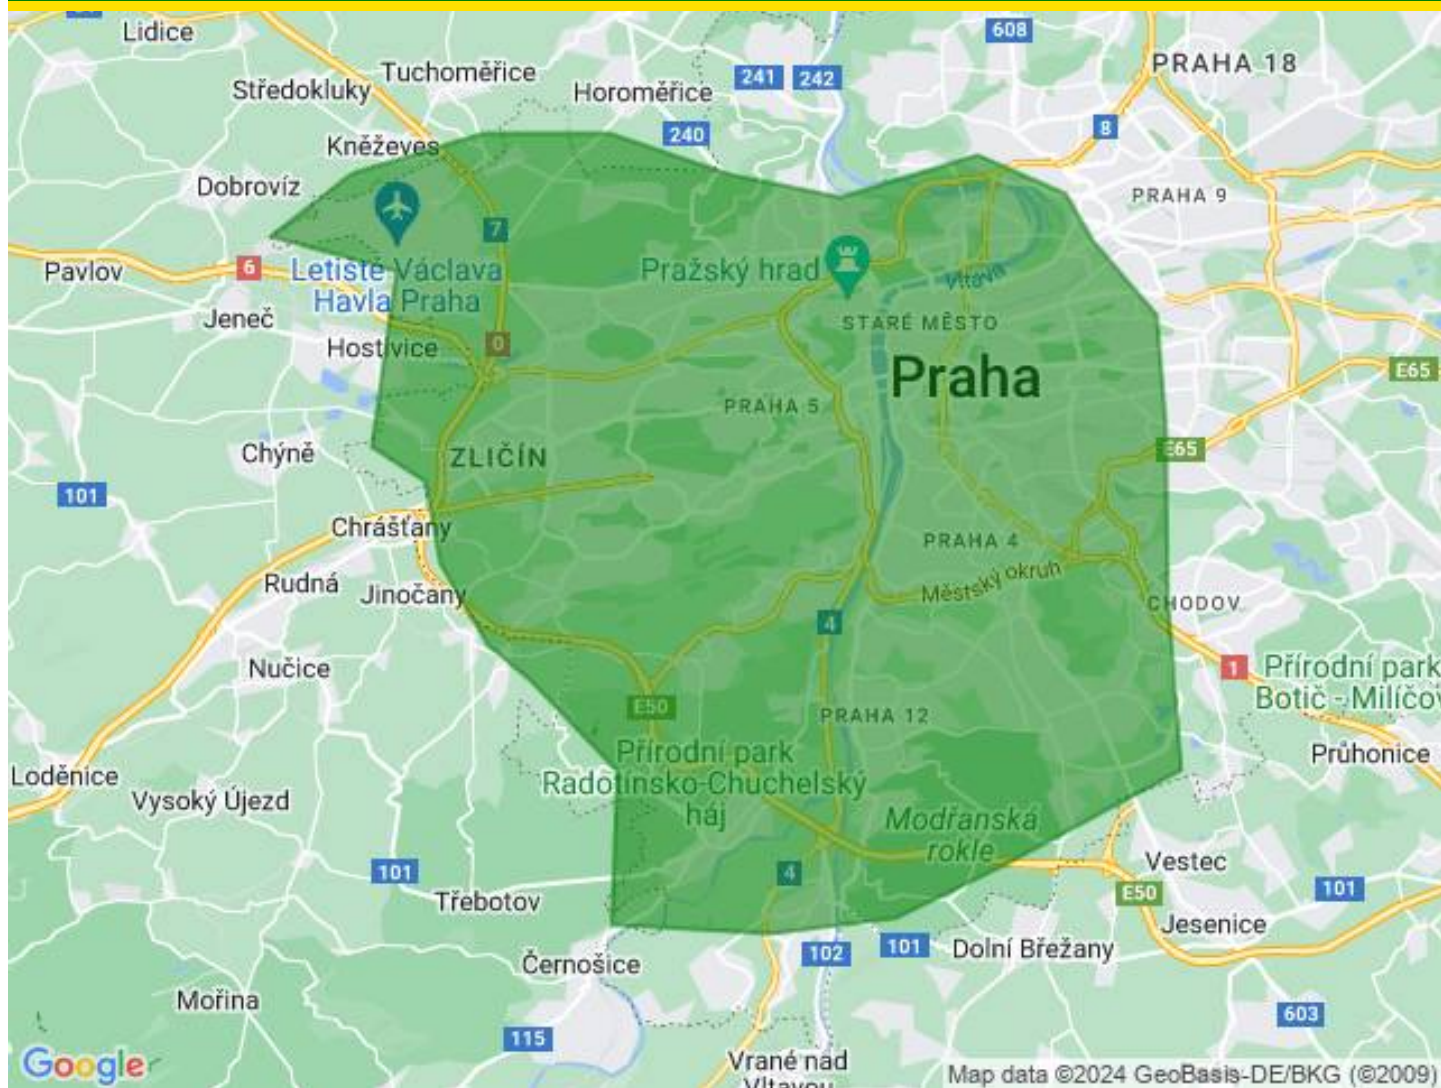 608
Lidice
PRAHA 18
Tuchoměřice
241
242
Středokluky
Horoměřice
8
240
Kněževes
Dobrovíz
PRAHA 9
7
Pavlov
6
Letiště Václava
Havla Praha
Pražský hrad
Vltava
Jeneč
STARÉ MĚSTO
Hostivice
0
Praha
E65
PRAHA 5
Chýně
ZLIČÍN
E65
101
Chrášťany
PRAHA 4
Rudná
Jinočany
Městský okruh
CHODOV
4
Nučice
1
Přírodní park
Botič - Milíčov
E50
PRAHA 12
Přírodní park
Radotínsko-Chuchelský
háj
Průhonice
Loděnice
Vysoký Újezd
Modřanská
rokle
Vestec
101
4
101
E50
Třebotov
Jesenice
101
102
Dolní Břežany
Černošice
Mořina
603
115
Google
Vrané nad
Vltavou
Map data ©2024 GeoBasis-DE/BKG (©2009)